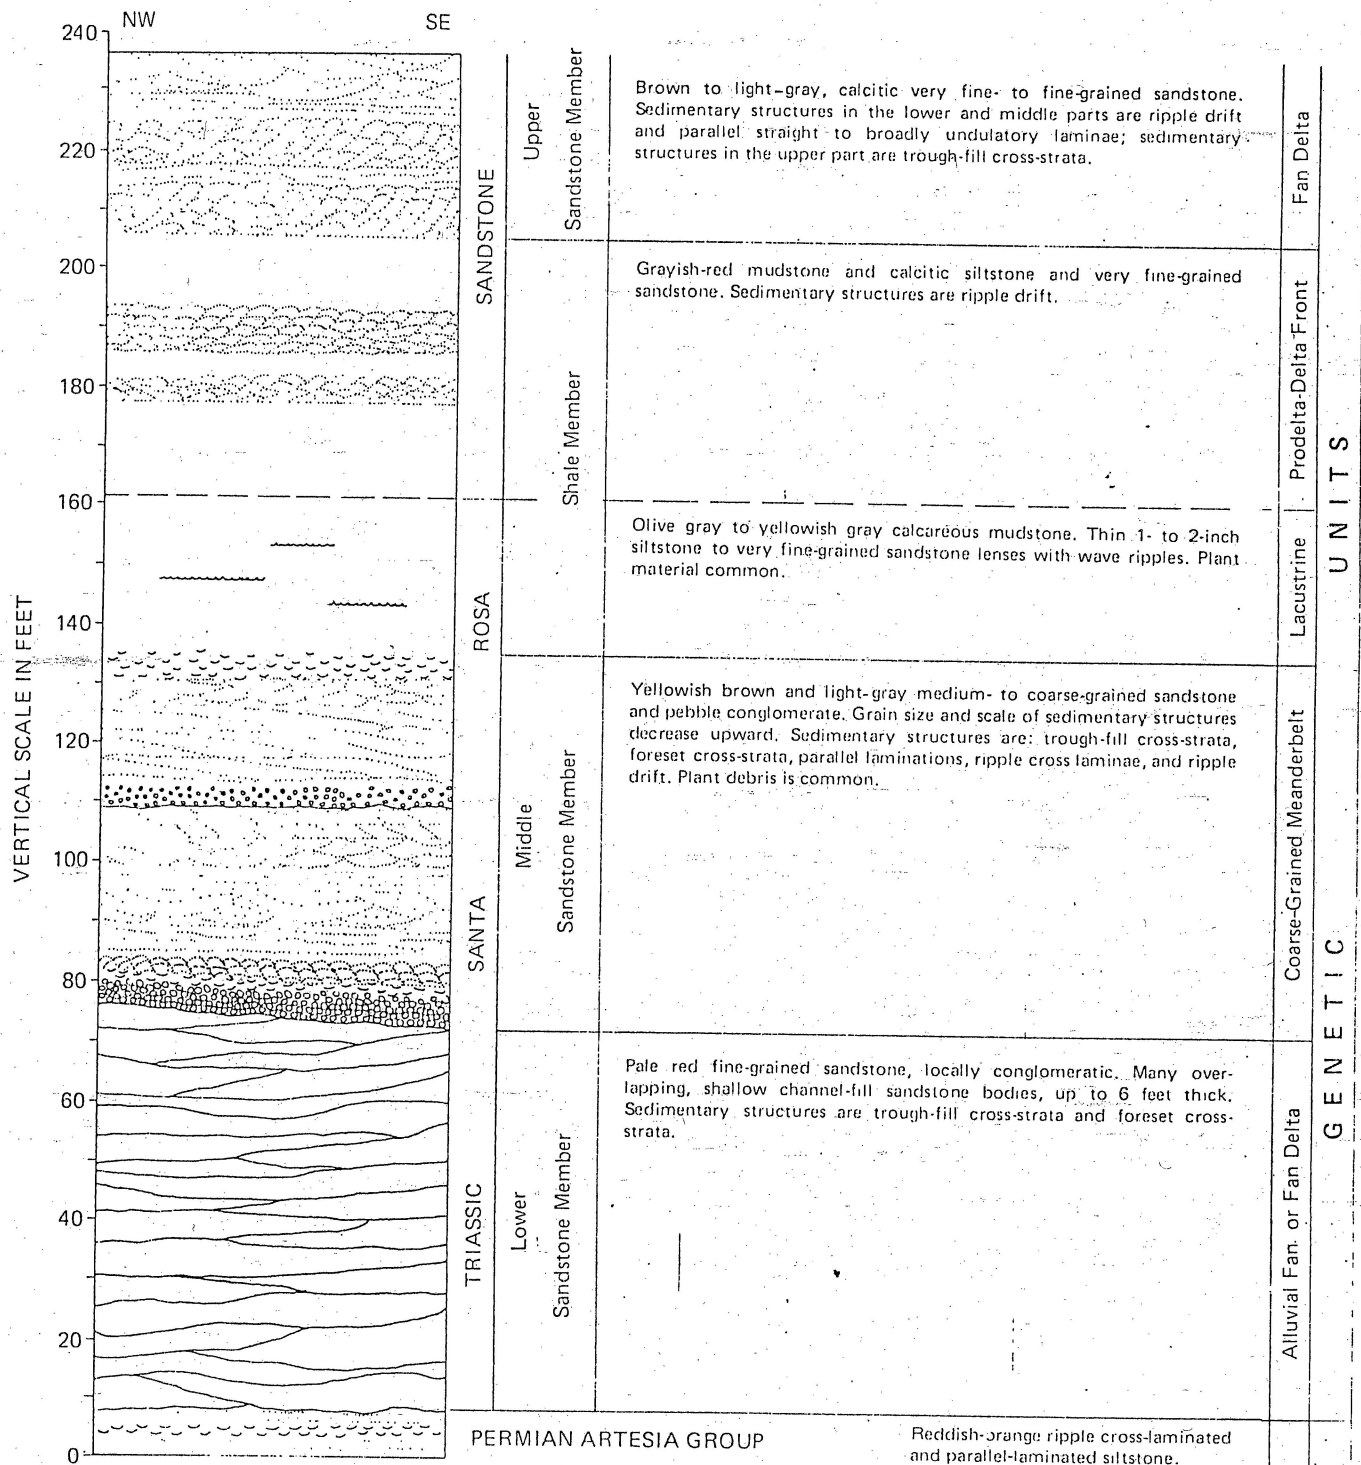 NW
SE
240
220
200
180
160
140
120
100
80
60
40
20
0
VERTICAL SCALE IN FEET
TRIASSIC SANTA ROSA SANDSTONE
Upper
Sandstone Member
Brown to light-gray, calcitic very fine- to fine-grained sandstone.
Sedimentary structures in the lower and middle parts are ripple drift
and parallel straight to broadly undulatory laminae; sedimentary
structures in the upper part are trough-fill cross-strata.
Fan Delta
Shale Member
Grayish-red mudstone and calcitic siltstone and very fine-grained
sandstone. Sedimentary structures are ripple drift.
Prodelta-Delta Front
Olive gray to yellowish gray calcareous mudstone. Thin 1- to 2-inch
siltstone to very fine-grained sandstone lenses with wave ripples. Plant
material common.
Lacustrine
Middle
Sandstone Member
Yellowish brown and light-gray medium- to coarse-grained sandstone
and pebble conglomerate. Grain size and scale of sedimentary structures
decrease upward. Sedimentary structures are: trough-fill cross-strata,
foreset cross-strata, parallel laminations, ripple cross laminae, and ripple
drift. Plant debris is common.
Coarse-Grained Meanderbelt
Lower
Sandstone Member
Pale red fine-grained sandstone, locally conglomeratic. Many over-
lapping, shallow channel-fill sandstone bodies, up to 6 feet thick.
Sedimentary structures are trough-fill cross-strata and foreset cross-
strata.
Alluvial Fan or Fan Delta
GENETIC UNITS
PERMIAN ARTESIA GROUP
Reddish-orange ripple cross-laminated
and parallel-laminated siltstone.